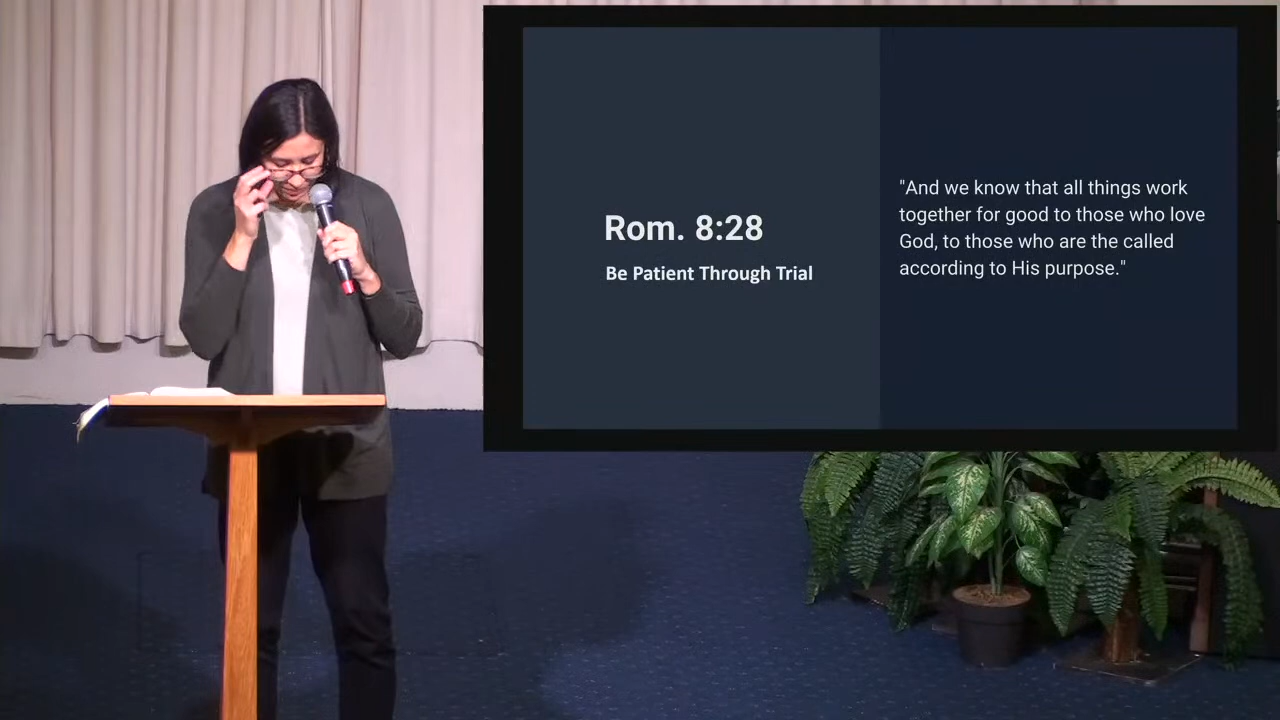 Rom. 8:28
Be Patient Through Trial
"And we know that all things work
together for good to those who love
God, to those who are the called
according to His purpose."